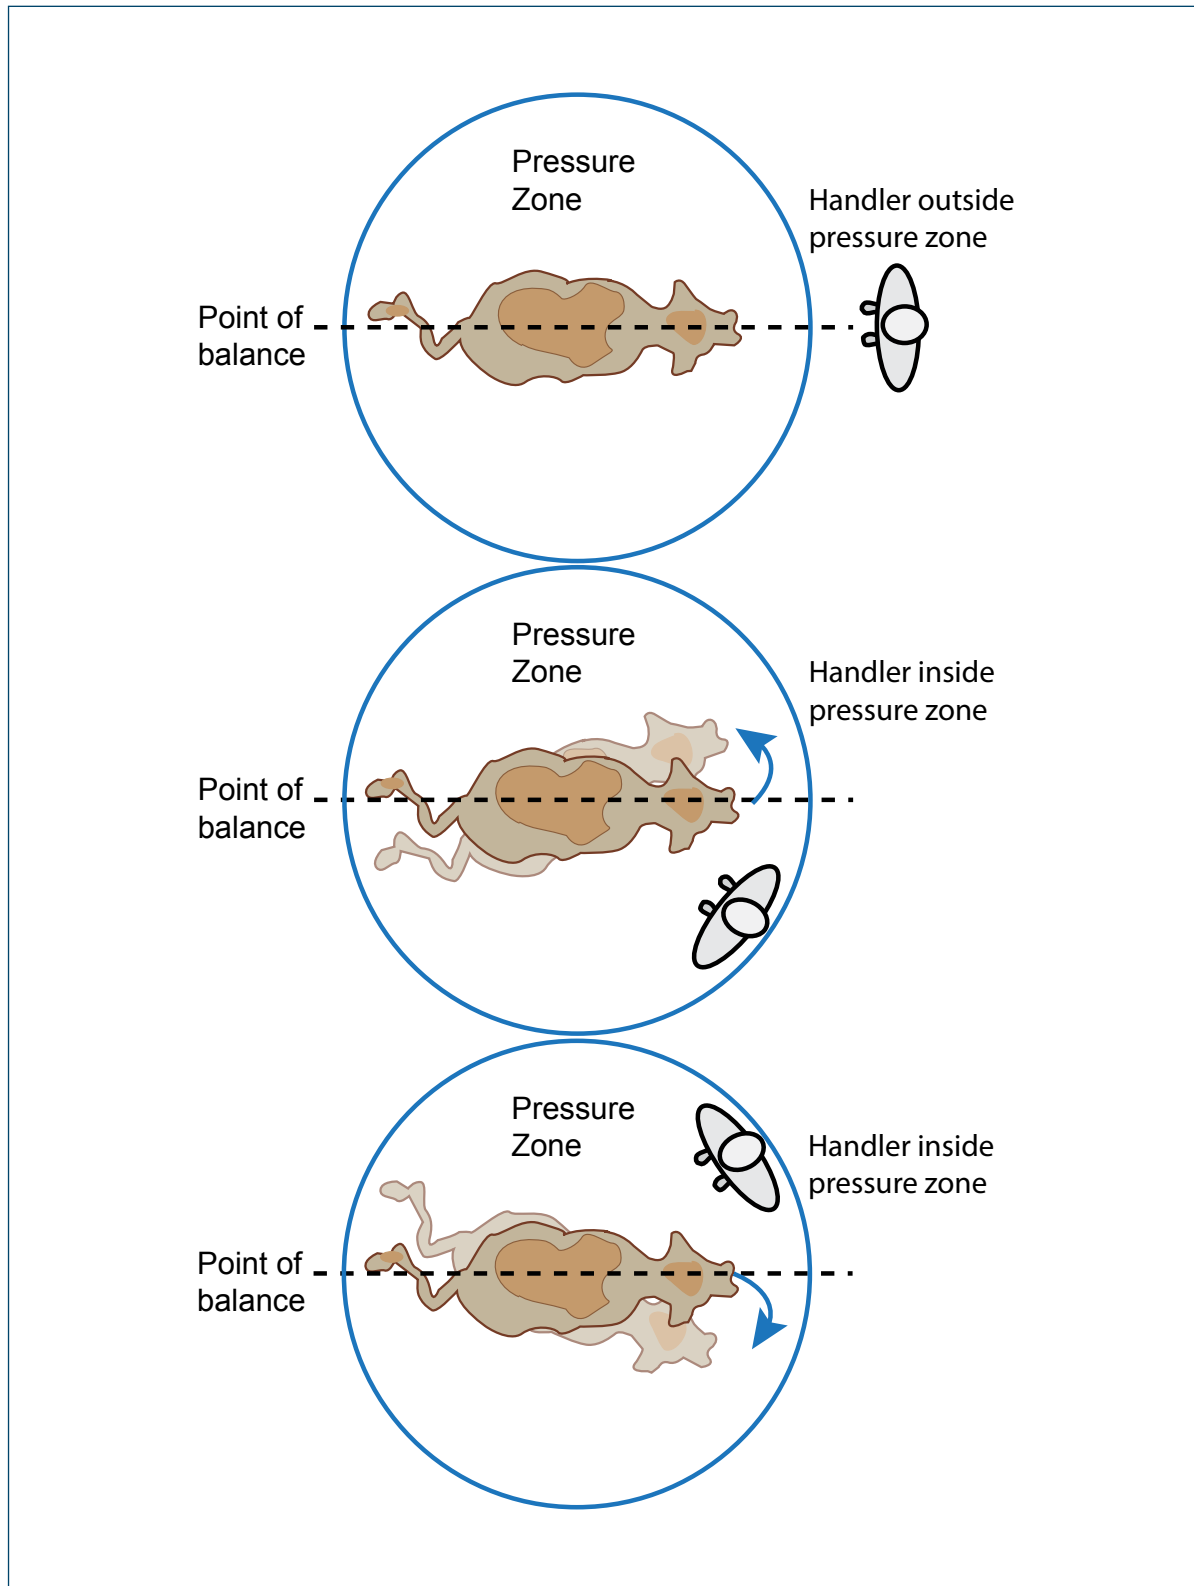 Pressure
Zone
Handler outside
pressure zone
Point of
balance
Pressure
Zone
Handler inside
pressure zone
Point of
balance
Pressure
Zone
Handler inside
pressure zone
Point of
balance